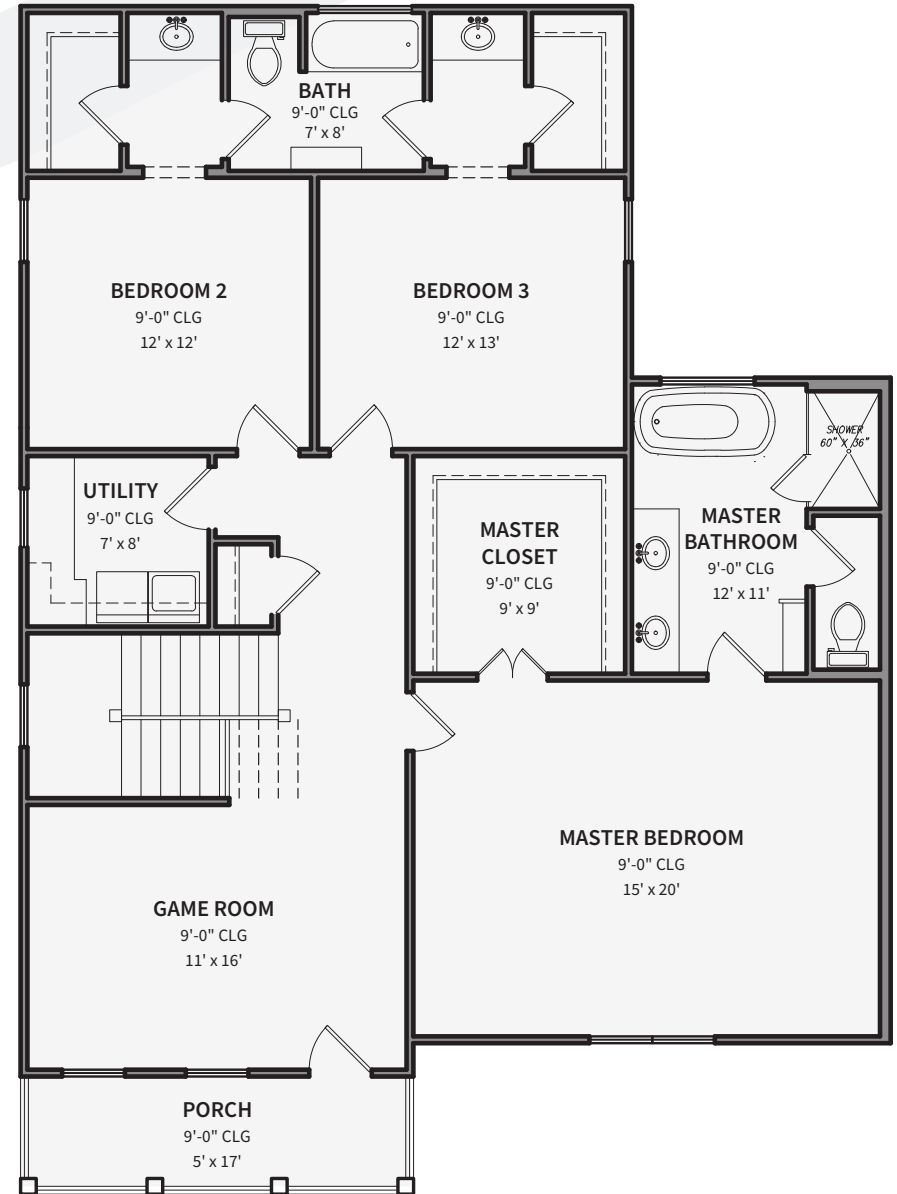 BATH
9'-0" CLG
7' x 8'
BEDROOM 2
9'-0" CLG
12' x 12'
BEDROOM 3
9'-0" CLG
12' x 13'
SHOWER
60" X 36"
UTILITY
9'-0" CLG
7' x 8'
MASTER
CLOSET
9'-0" CLG
9' x 9'
MASTER
BATHROOM
9'-0" CLG
12' x 11'
MASTER BEDROOM
9'-0" CLG
15' x 20'
GAME ROOM
9'-0" CLG
11' x 16'
PORCH
9'-0" CLG
5' x 17'